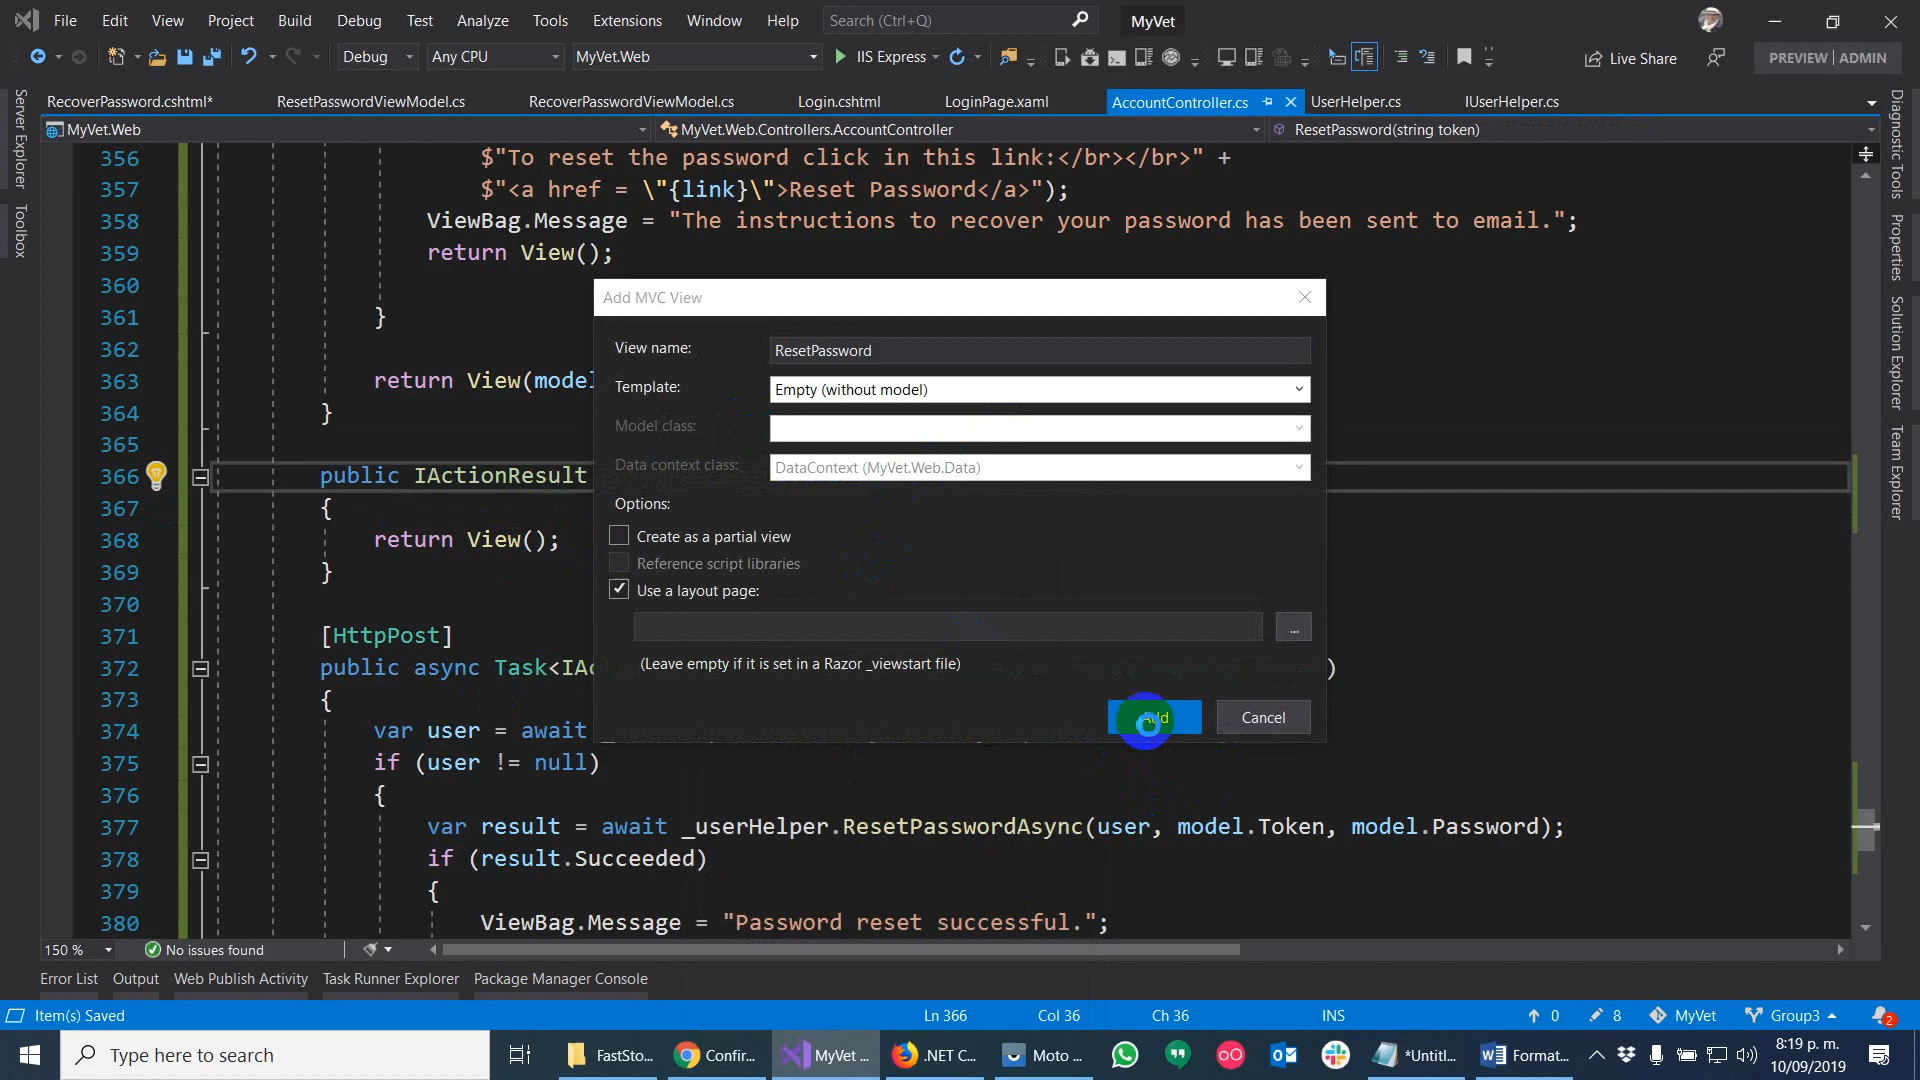 File Edit View Project Build Debug Test Analyze Tools Extensions Window Help Search (Ctrl+Q) MyVet
Debug Any CPU MyVet.Web IIS Express Live Share PREVIEW | ADMIN
RecoverPassword.cshtml* ResetPasswordViewModel.cs RecoverPasswordViewModel.cs Login.cshtml LoginPage.xaml AccountController.cs UserHelper.cs IUserHelper.cs
MyVet.Web MyVet.Web.Controllers.AccountController ResetPassword(string token)
Server Explorer
Toolbox
Diagnostic Tools
Properties
Solution Explorer
Team Explorer
356 $"To reset the password click in this link:</br></br>" +
357 $"<a href = \"{link}\">Reset Password</a>");
358 ViewBag.Message = "The instructions to recover your password has been sent to email.";
359 return View();
360
361 }
362
363 return View(model
364 }
365
366 public IActionResult
367 {
368 return View();
369 }
370
371 [HttpPost]
372 public async Task<IAc )
373 {
374 var user = await
375 if (user != null)
376 {
377 var result = await _userHelper.ResetPasswordAsync(user, model.Token, model.Password);
378 if (result.Succeeded)
379 {
380 ViewBag.Message = "Password reset successful.";
Add MVC View
View name: ResetPassword
Template: Empty (without model)
Model class:
Data context class: DataContext (MyVet.Web.Data)
Options:
Create as a partial view
Reference script libraries
Use a layout page:
...
(Leave empty if it is set in a Razor _viewstart file)
Add Cancel
150 % No issues found
Error List Output Web Publish Activity Task Runner Explorer Package Manager Console
Item(s) Saved Ln 366 Col 36 Ch 36 INS 0 8 MyVet Group3 2
Type here to search FastSto... Confir... MyVet ... .NET C... Moto ... *Untitl... Format... 8:19 p. m.
10/09/2019